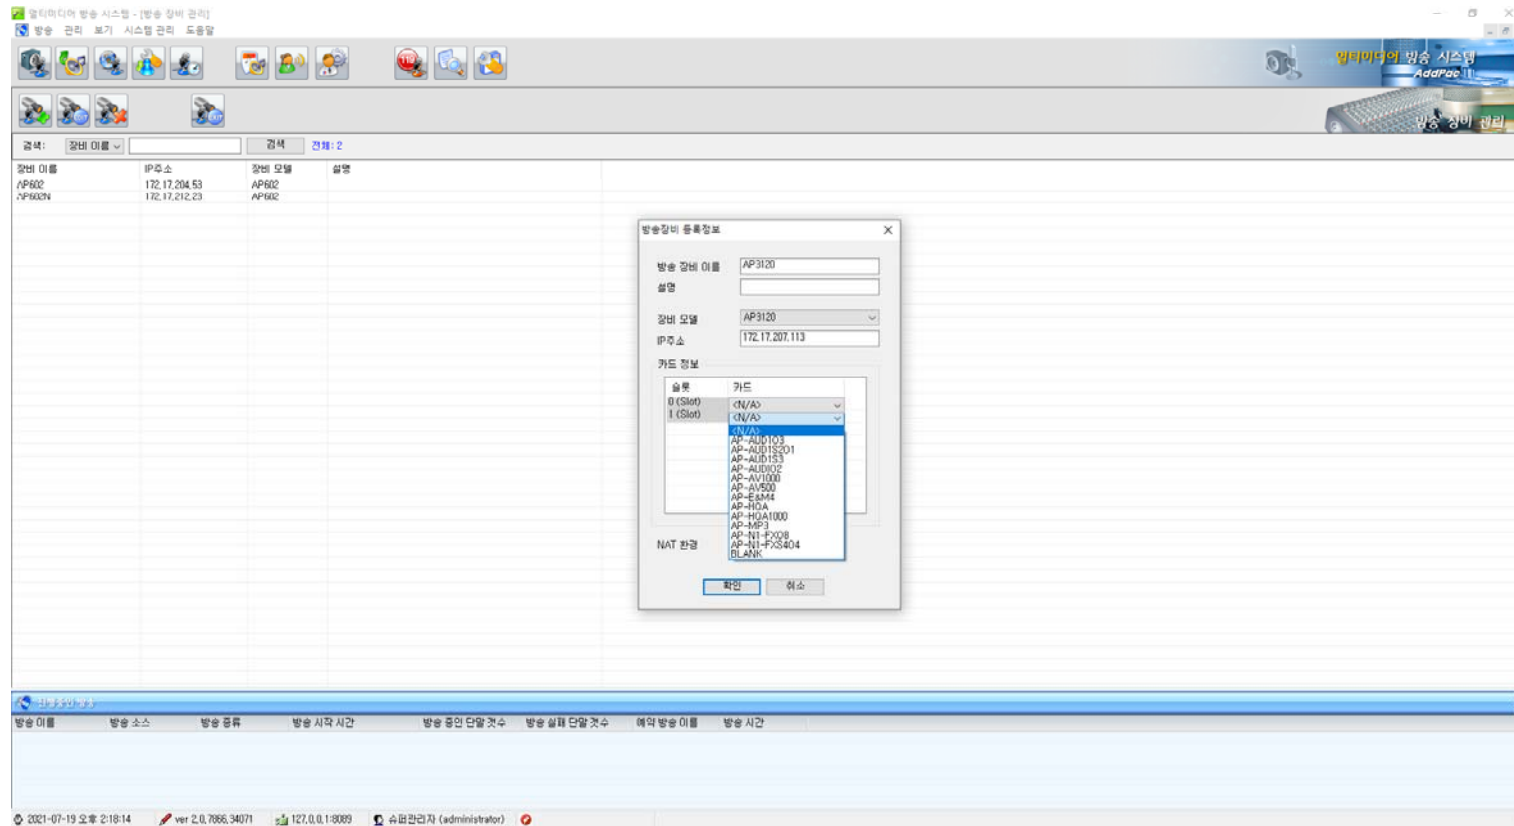 멀티미디어 방송 시스템 - [방송 장비 관리]
방송 관리 보기 시스템 관리 도움말
멀티미디어 방송 시스템
AddPac
방송 장비 관리
검색: 장비 이름 검색 전체: 2
장비 이름 IP주소 장비 모델 설명
AP602 172.17.204.53 AP602
AP602N 172.17.212.23 AP602
방송장비 등록정보
방송 장비 이름 AP3120
설명
장비 모델 AP3120
IP주소 172.17.207.113
카드 정보
슬롯 카드
0 (Slot) <N/A>
1 (Slot) <N/A>
<N/A>
AP-AUD1O3
AP-AUD1S2O1
AP-AUD1S3
AP-AUDIO2
AP-AV1000
AP-AV500
AP-E&M4
AP-HQA
AP-HQA1000
AP-MP3
AP-N1-FXO8
AP-N1-FXS4O4
BLANK
NAT 환경
확인 취소
진행중인 방송
방송 이름 방송 소스 방송 종류 방송 시작 시간 방송 중인 단말 갯수 방송 실패 단말 갯수 예약 방송 이름 방송 시간
2021-07-19 오후 2:18:14 ver 2.0.7866.34071 127.0.0.1:8089 슈퍼관리자 (administrator)